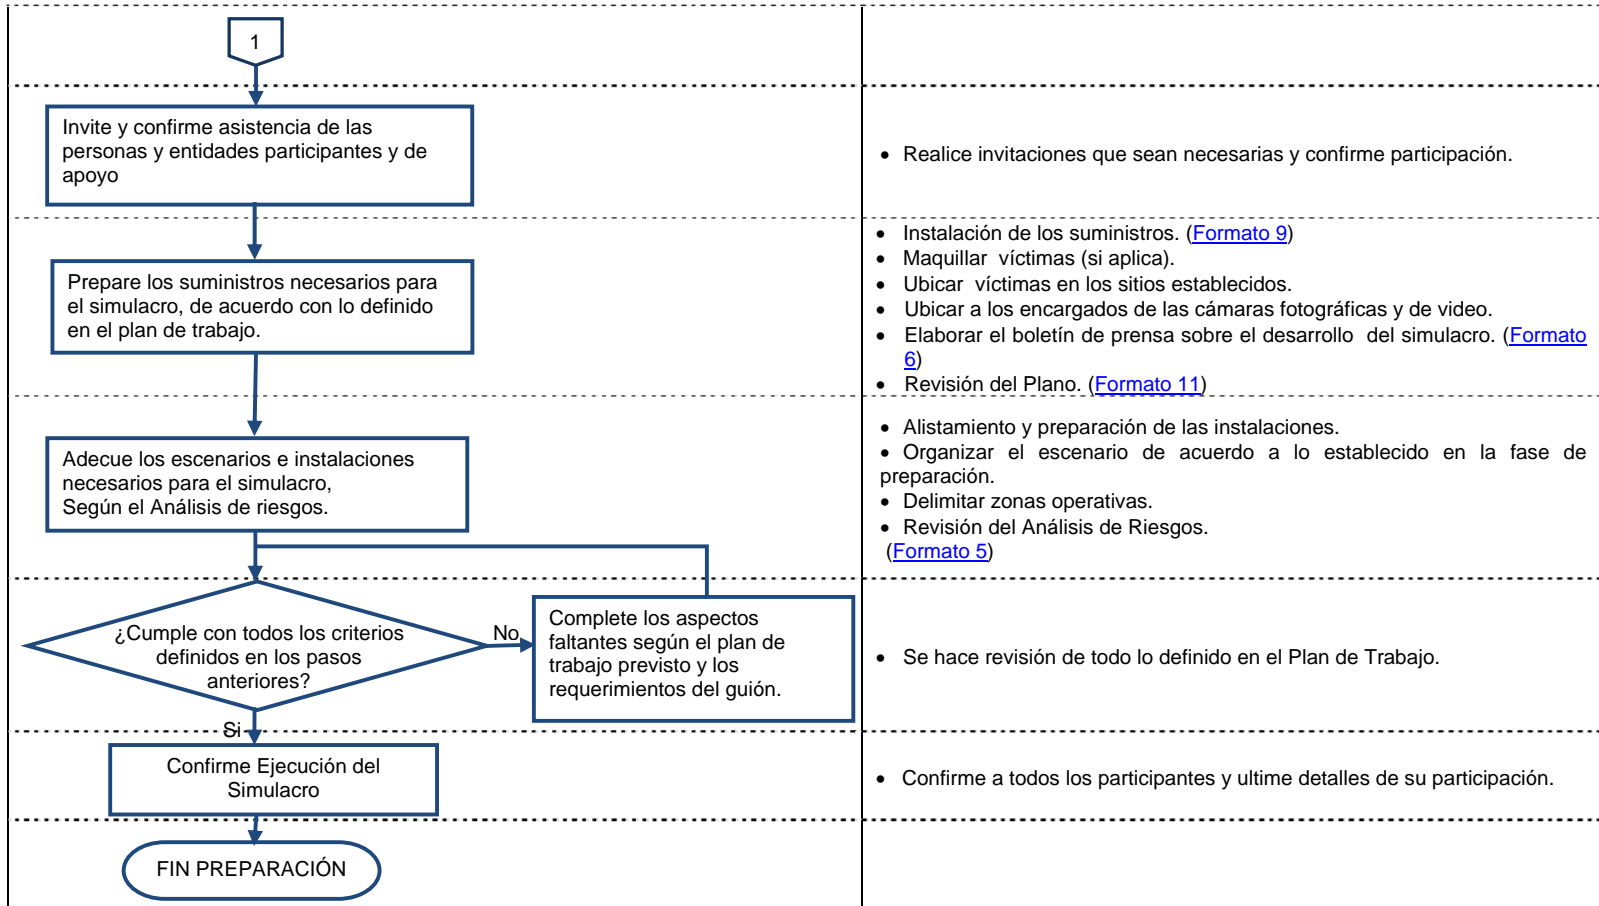 1
Invite y confirme asistencia de las
personas y entidades participantes y de
apoyo
• Realice invitaciones que sean necesarias y confirme participación.
Prepare los suministros necesarios para
el simulacro, de acuerdo con lo definido
en el plan de trabajo.
• Instalación de los suministros. (Formato 9)
• Maquillar víctimas (si aplica).
• Ubicar víctimas en los sitios establecidos.
• Ubicar a los encargados de las cámaras fotográficas y de video.
• Elaborar el boletín de prensa sobre el desarrollo del simulacro. (Formato
6)
• Revisión del Plano. (Formato 11)
Adecue los escenarios e instalaciones
necesarios para el simulacro,
Según el Análisis de riesgos.
• Alistamiento y preparación de las instalaciones.
• Organizar el escenario de acuerdo a lo establecido en la fase de
preparación.
• Delimitar zonas operativas.
• Revisión del Análisis de Riesgos.
(Formato 5)
¿Cumple con todos los criterios
definidos en los pasos
anteriores?
No
Complete los aspectos
faltantes según el plan de
trabajo previsto y los
requerimientos del guión.
• Se hace revisión de todo lo definido en el Plan de Trabajo.
Si
Confirme Ejecución del
Simulacro
• Confirme a todos los participantes y ultime detalles de su participación.
FIN PREPARACIÓN